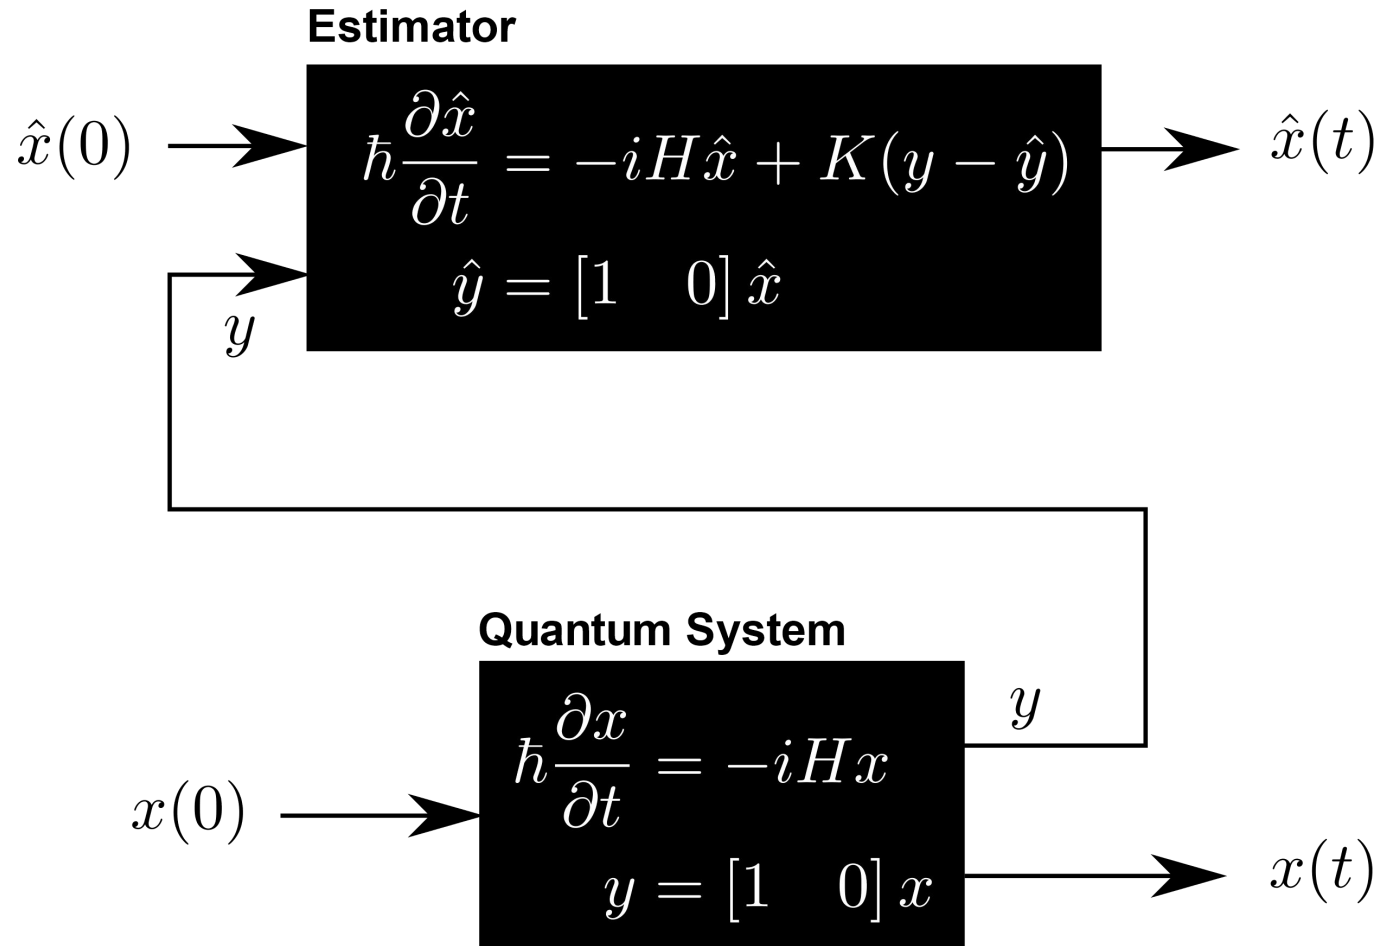 Estimator
x̂(0)
ℏ ∂x̂/∂t = −iHx̂ + K(y − ŷ)
x̂(t)
ŷ = [1 0] x̂
y
Quantum System
y
ℏ ∂x/∂t = −iHx
x(0)
y = [1 0] x
x(t)